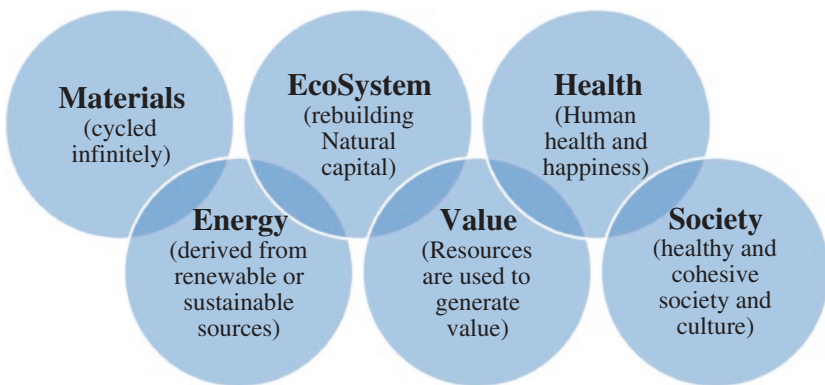 Materials
(cycled
infinitely)
EcoSystem
(rebuilding
Natural
capital)
Health
(Human
health and
happiness)
Energy
(derived from
renewable or
sustainable
sources)
Value
(Resources
are used to
generate
value)
Society
(healthy and
cohesive
society and
culture)